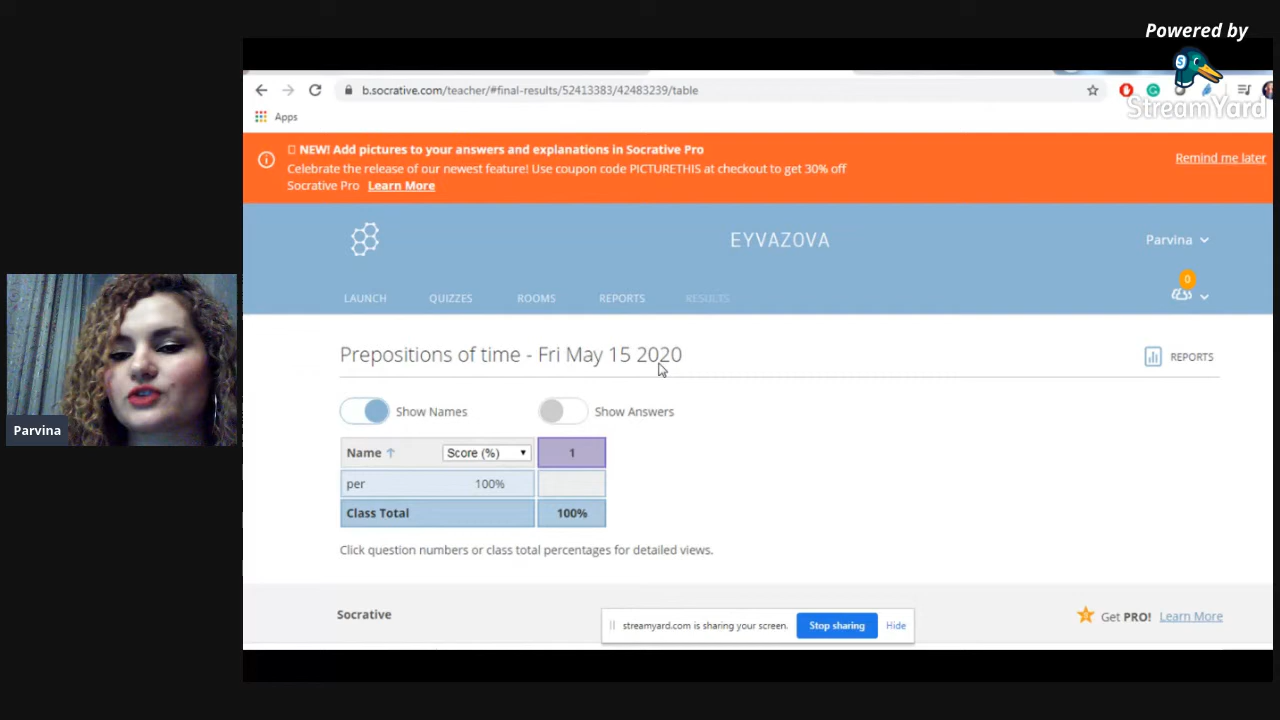 Powered by
StreamYard
b.socrative.com/teacher/#final-results/52413383/42483239/table
Apps
NEW! Add pictures to your answers and explanations in Socrative Pro
Remind me later
Celebrate the release of our newest feature! Use coupon code PICTURETHIS at checkout to get 30% off
Socrative Pro Learn More
EYVAZOVA
Parvina
0
LAUNCH QUIZZES ROOMS REPORTS RESULTS
Prepositions of time - Fri May 15 2020
REPORTS
Show Names Show Answers
Name Score (%) 1
per 100%
Class Total 100%
Click question numbers or class total percentages for detailed views.
Socrative
Get PRO! Learn More
streamyard.com is sharing your screen. Stop sharing Hide
Parvina